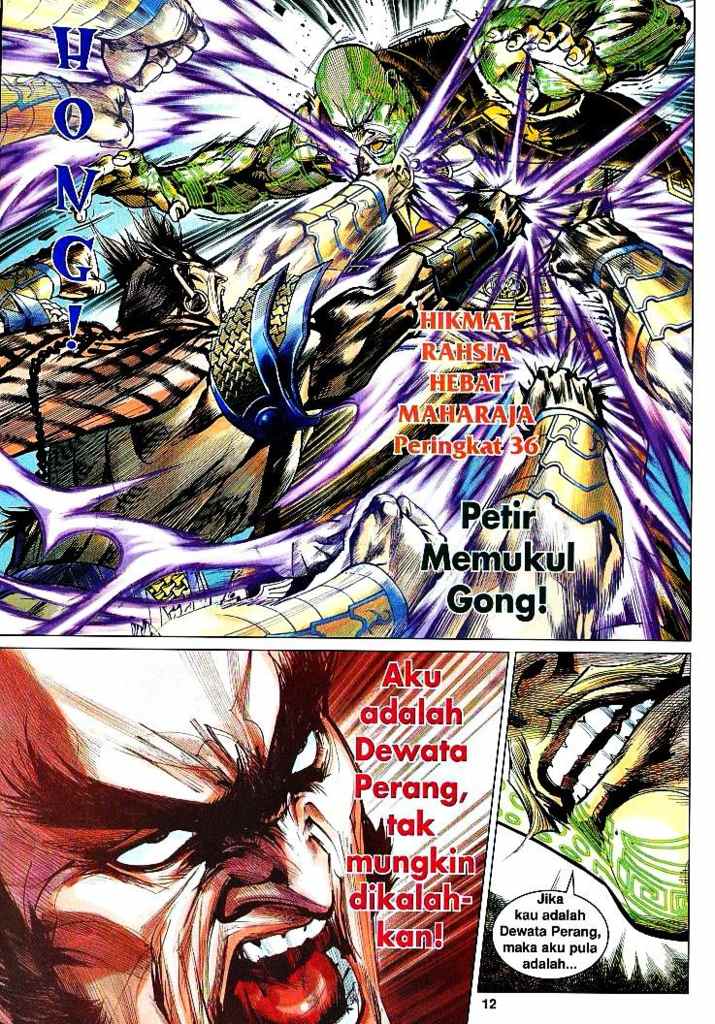 HONG!
HIKMAT
RAHSIA
HEBAT
MAHARAJA
Peringkat 36
Petir
Memukul
Gong!
Aku
adalah
Dewata
Perang,
tak
mungkin
dikalah-
kan!
Jika
kau adalah
Dewata Perang,
maka aku pula
adalah...
12